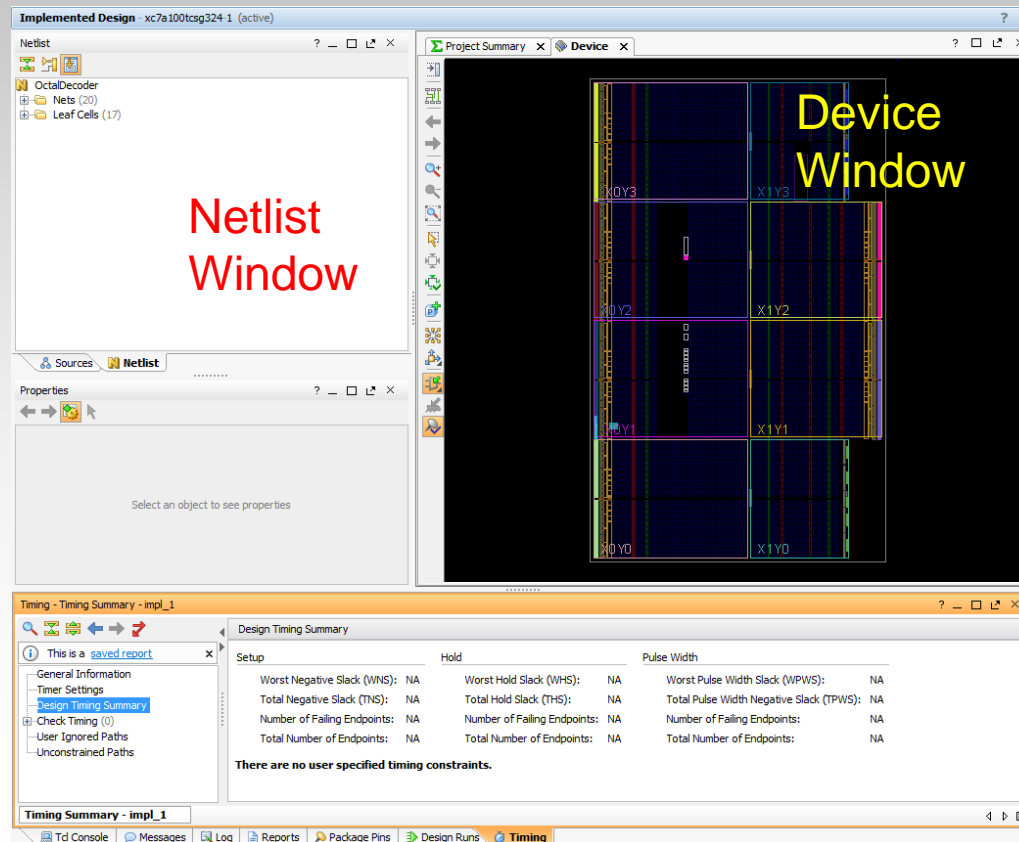 Implemented Design - xc7a100tcsg324-1 (active)
?
Netlist
?
OctalDecoder
Nets (20)
Leaf Cells (17)
Netlist
Window
Sources
Netlist
Properties
?
Select an object to see properties
Project Summary
Device
?
Device
Window
X0Y3
X1Y3
X0Y2
X1Y2
X0Y1
X1Y1
X0Y0
X1Y0
Timing - Timing Summary - impl_1
?
This is a saved report
General Information
Timer Settings
Design Timing Summary
Check Timing (0)
User Ignored Paths
Unconstrained Paths
Timing Summary - impl_1
Design Timing Summary
Setup Hold Pulse Width
Worst Negative Slack (WNS): NA Worst Hold Slack (WHS): NA Worst Pulse Width Slack (WPWS): NA
Total Negative Slack (TNS): NA Total Hold Slack (THS): NA Total Pulse Width Negative Slack (TPWS): NA
Number of Failing Endpoints: NA Number of Failing Endpoints: NA Number of Failing Endpoints: NA
Total Number of Endpoints: NA Total Number of Endpoints: NA Total Number of Endpoints: NA
There are no user specified timing constraints.
Tcl Console Messages Log Reports Package Pins Design Runs Timing